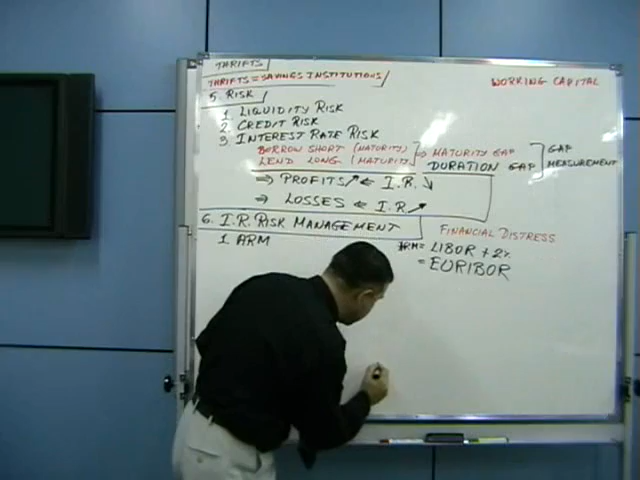 THRIFTS
THRIFTS = SAVINGS INSTITUTIONS
WORKING CAPITAL
5. RISK
1. LIQUIDITY RISK
2. CREDIT RISK
3. INTEREST RATE RISK
BORROW SHORT (MATURITY) ⇒ MATURITY GAP
LEND LONG (MATURITY) DURATION GAP
GAP
MEASUREMENT
⇒ PROFITS ↗ ⇐ I.R. ↘
⇒ LOSSES ⇐ I.R. ↗
6. I.R. RISK MANAGEMENT
FINANCIAL DISTRESS
1 ARM
ARM = LIBOR + 2%
= EURIBOR